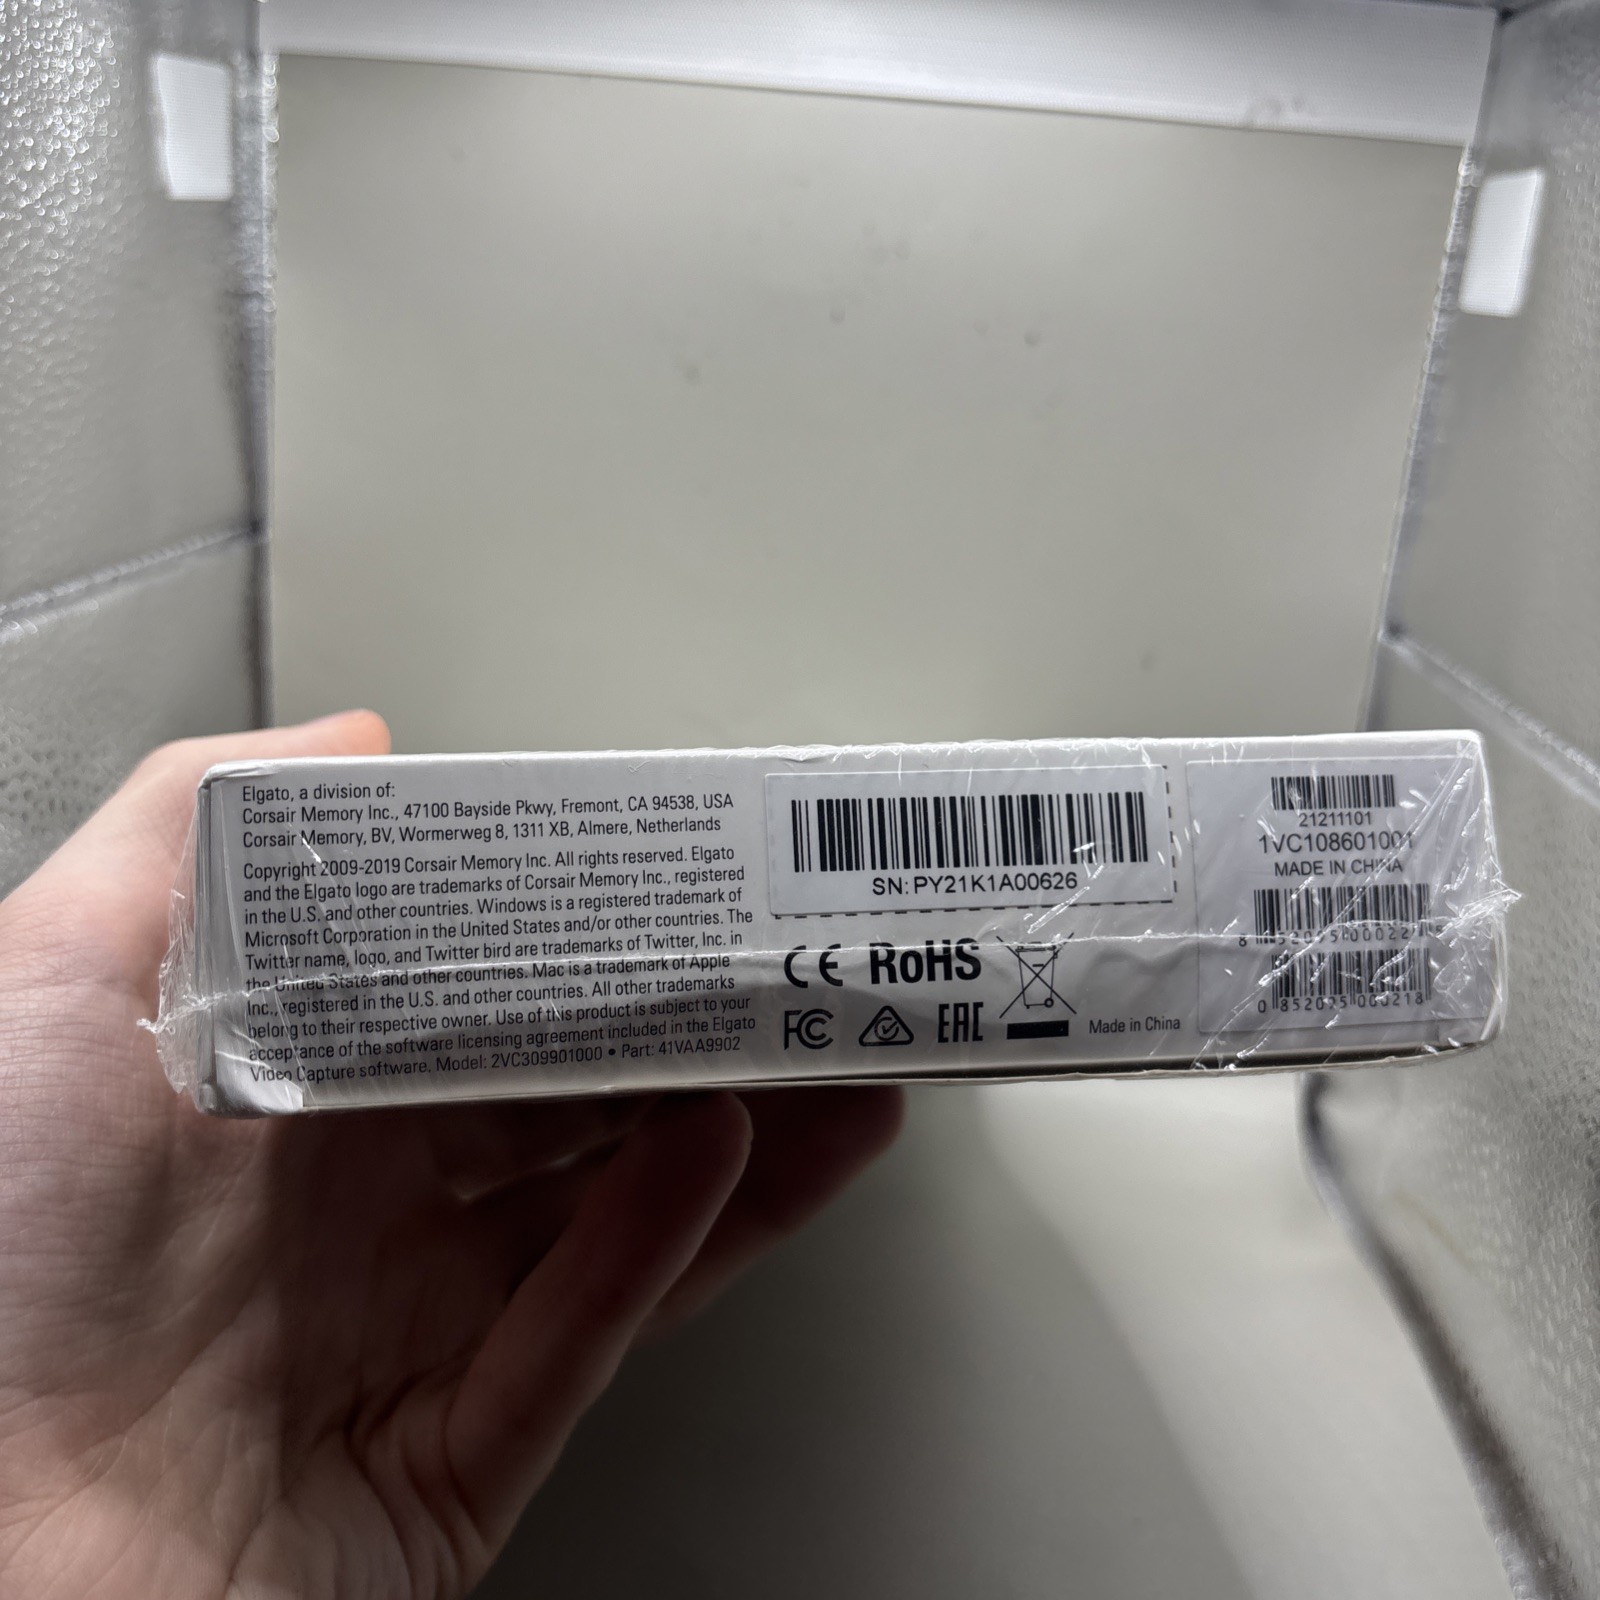 Elgato, a division of:
Corsair Memory Inc., 47100 Bayside Pkwy, Fremont, CA 94538, USA
Corsair Memory, BV, Wormerweg 8, 1311 XB, Almere, Netherlands
Copyright 2009-2019 Corsair Memory Inc. All rights reserved. Elgato
and the Elgato logo are trademarks of Corsair Memory Inc., registered
in the U.S. and other countries. Windows is a registered trademark of
Microsoft Corporation in the United States and/or other countries. The
Twitter name, logo, and Twitter bird are trademarks of Twitter, Inc. in
the United States and other countries. Mac is a trademark of Apple
Inc., registered in the U.S. and other countries. All other trademarks
belong to their respective owner. Use of this product is subject to your
acceptance of the software licensing agreement included in the Elgato
Video Capture software. Model: 2VC309901000 • Part: 41VAA9902
SN: PY21K1A00626
CE RoHS
FC EAC
Made in China
21211101
1VC108601001
MADE IN CHINA
0 852025 000218